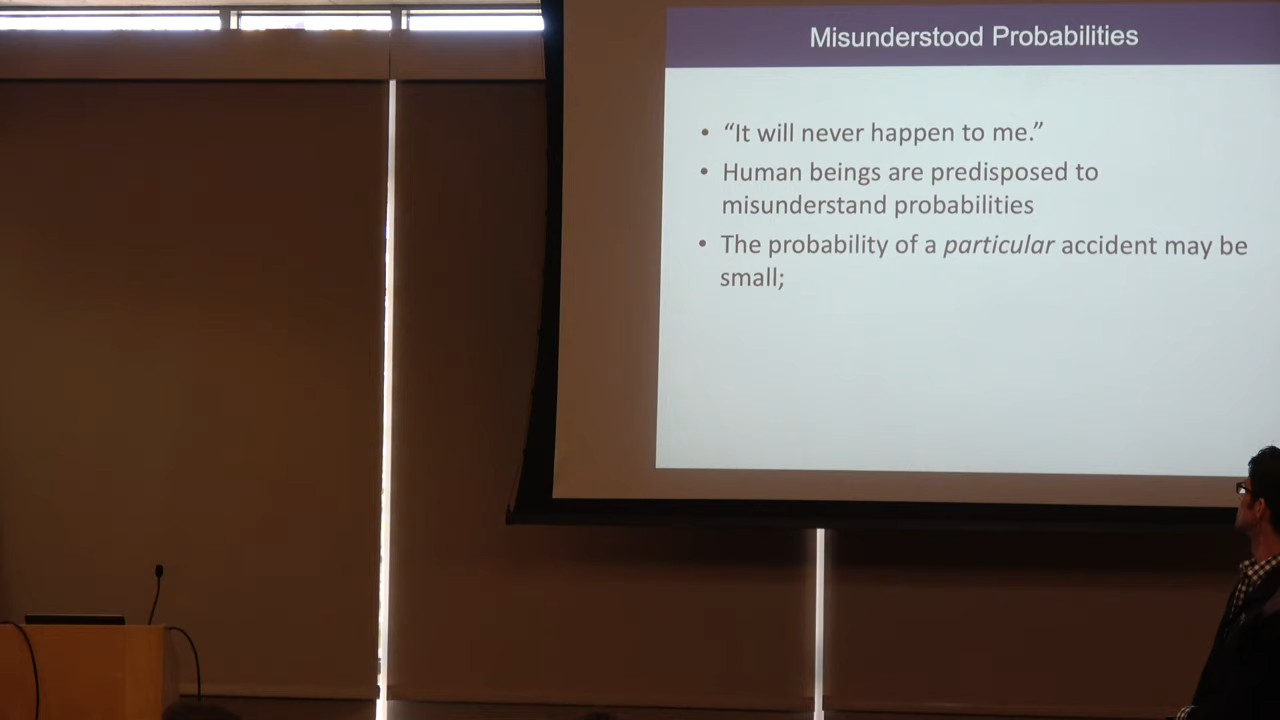 Misunderstood Probabilities
• “It will never happen to me.”
• Human beings are predisposed to
misunderstand probabilities
• The probability of a particular accident may be
small;